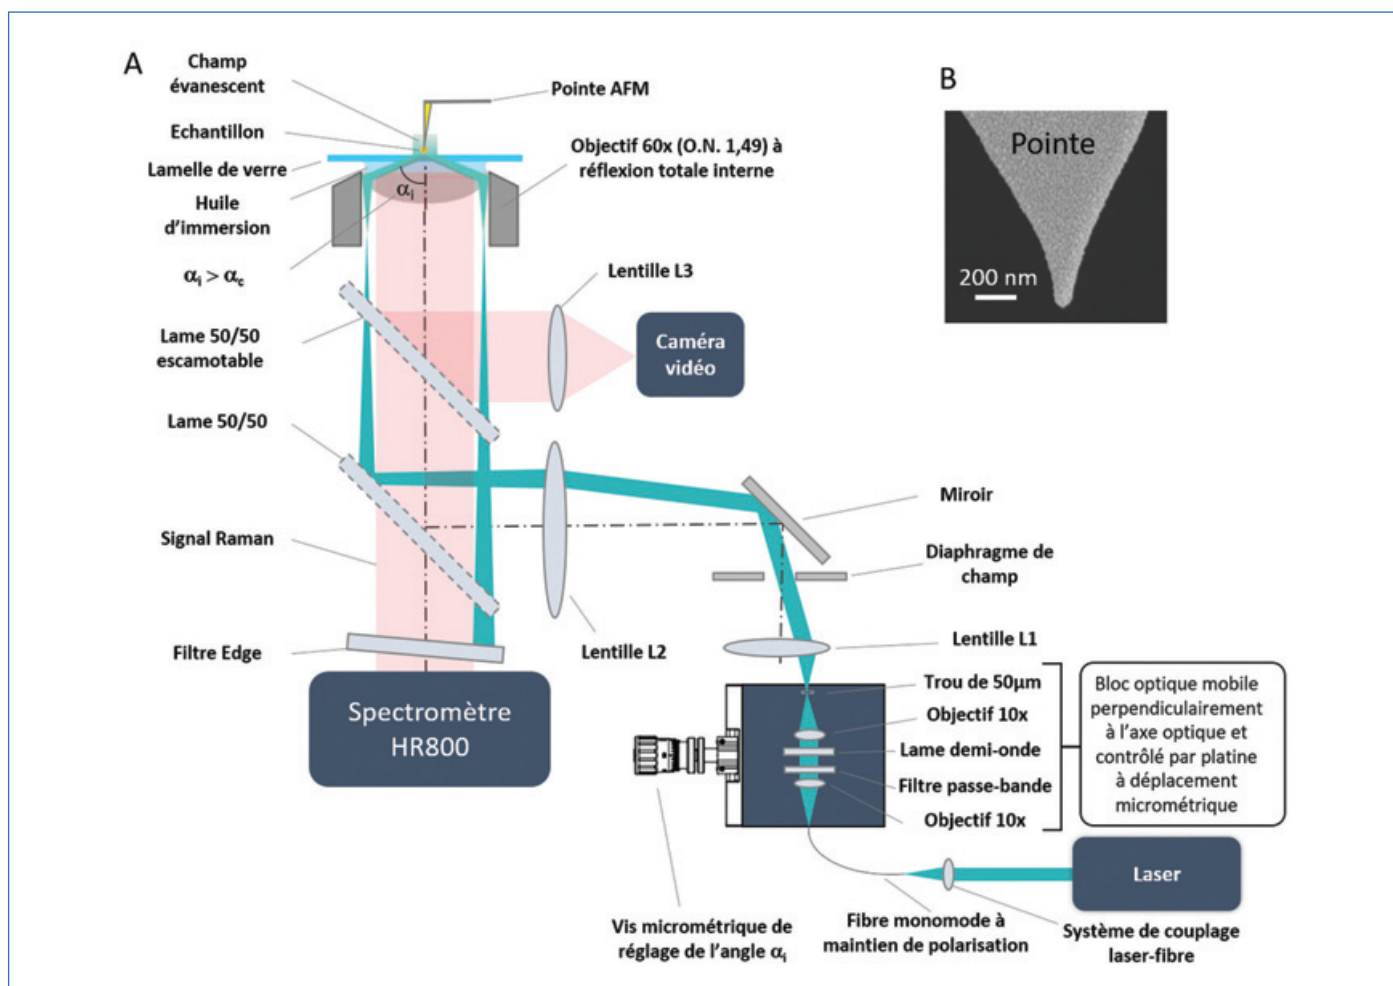 A
Champ
évanescent
Pointe AFM
Echantillon
Objectif 60x (O.N. 1,49) à
réflexion totale interne
Lamelle de verre
αi
Huile
d'immersion
αi > αc
Lentille L3
Lame 50/50
escamotable
Caméra
vidéo
Lame 50/50
Miroir
Signal Raman
Diaphragme de
champ
Filtre Edge
Lentille L2
Lentille L1
Spectromètre
HR800
Trou de 50µm
Objectif 10x
Lame demi-onde
Filtre passe-bande
Objectif 10x
Bloc optique mobile
perpendiculairement
à l'axe optique et
contrôlé par platine
à déplacement
micrométrique
Laser
Vis micrométrique de
réglage de l'angle αi
Fibre monomode à
maintien de polarisation
Système de couplage
laser-fibre
B
Pointe
200 nm